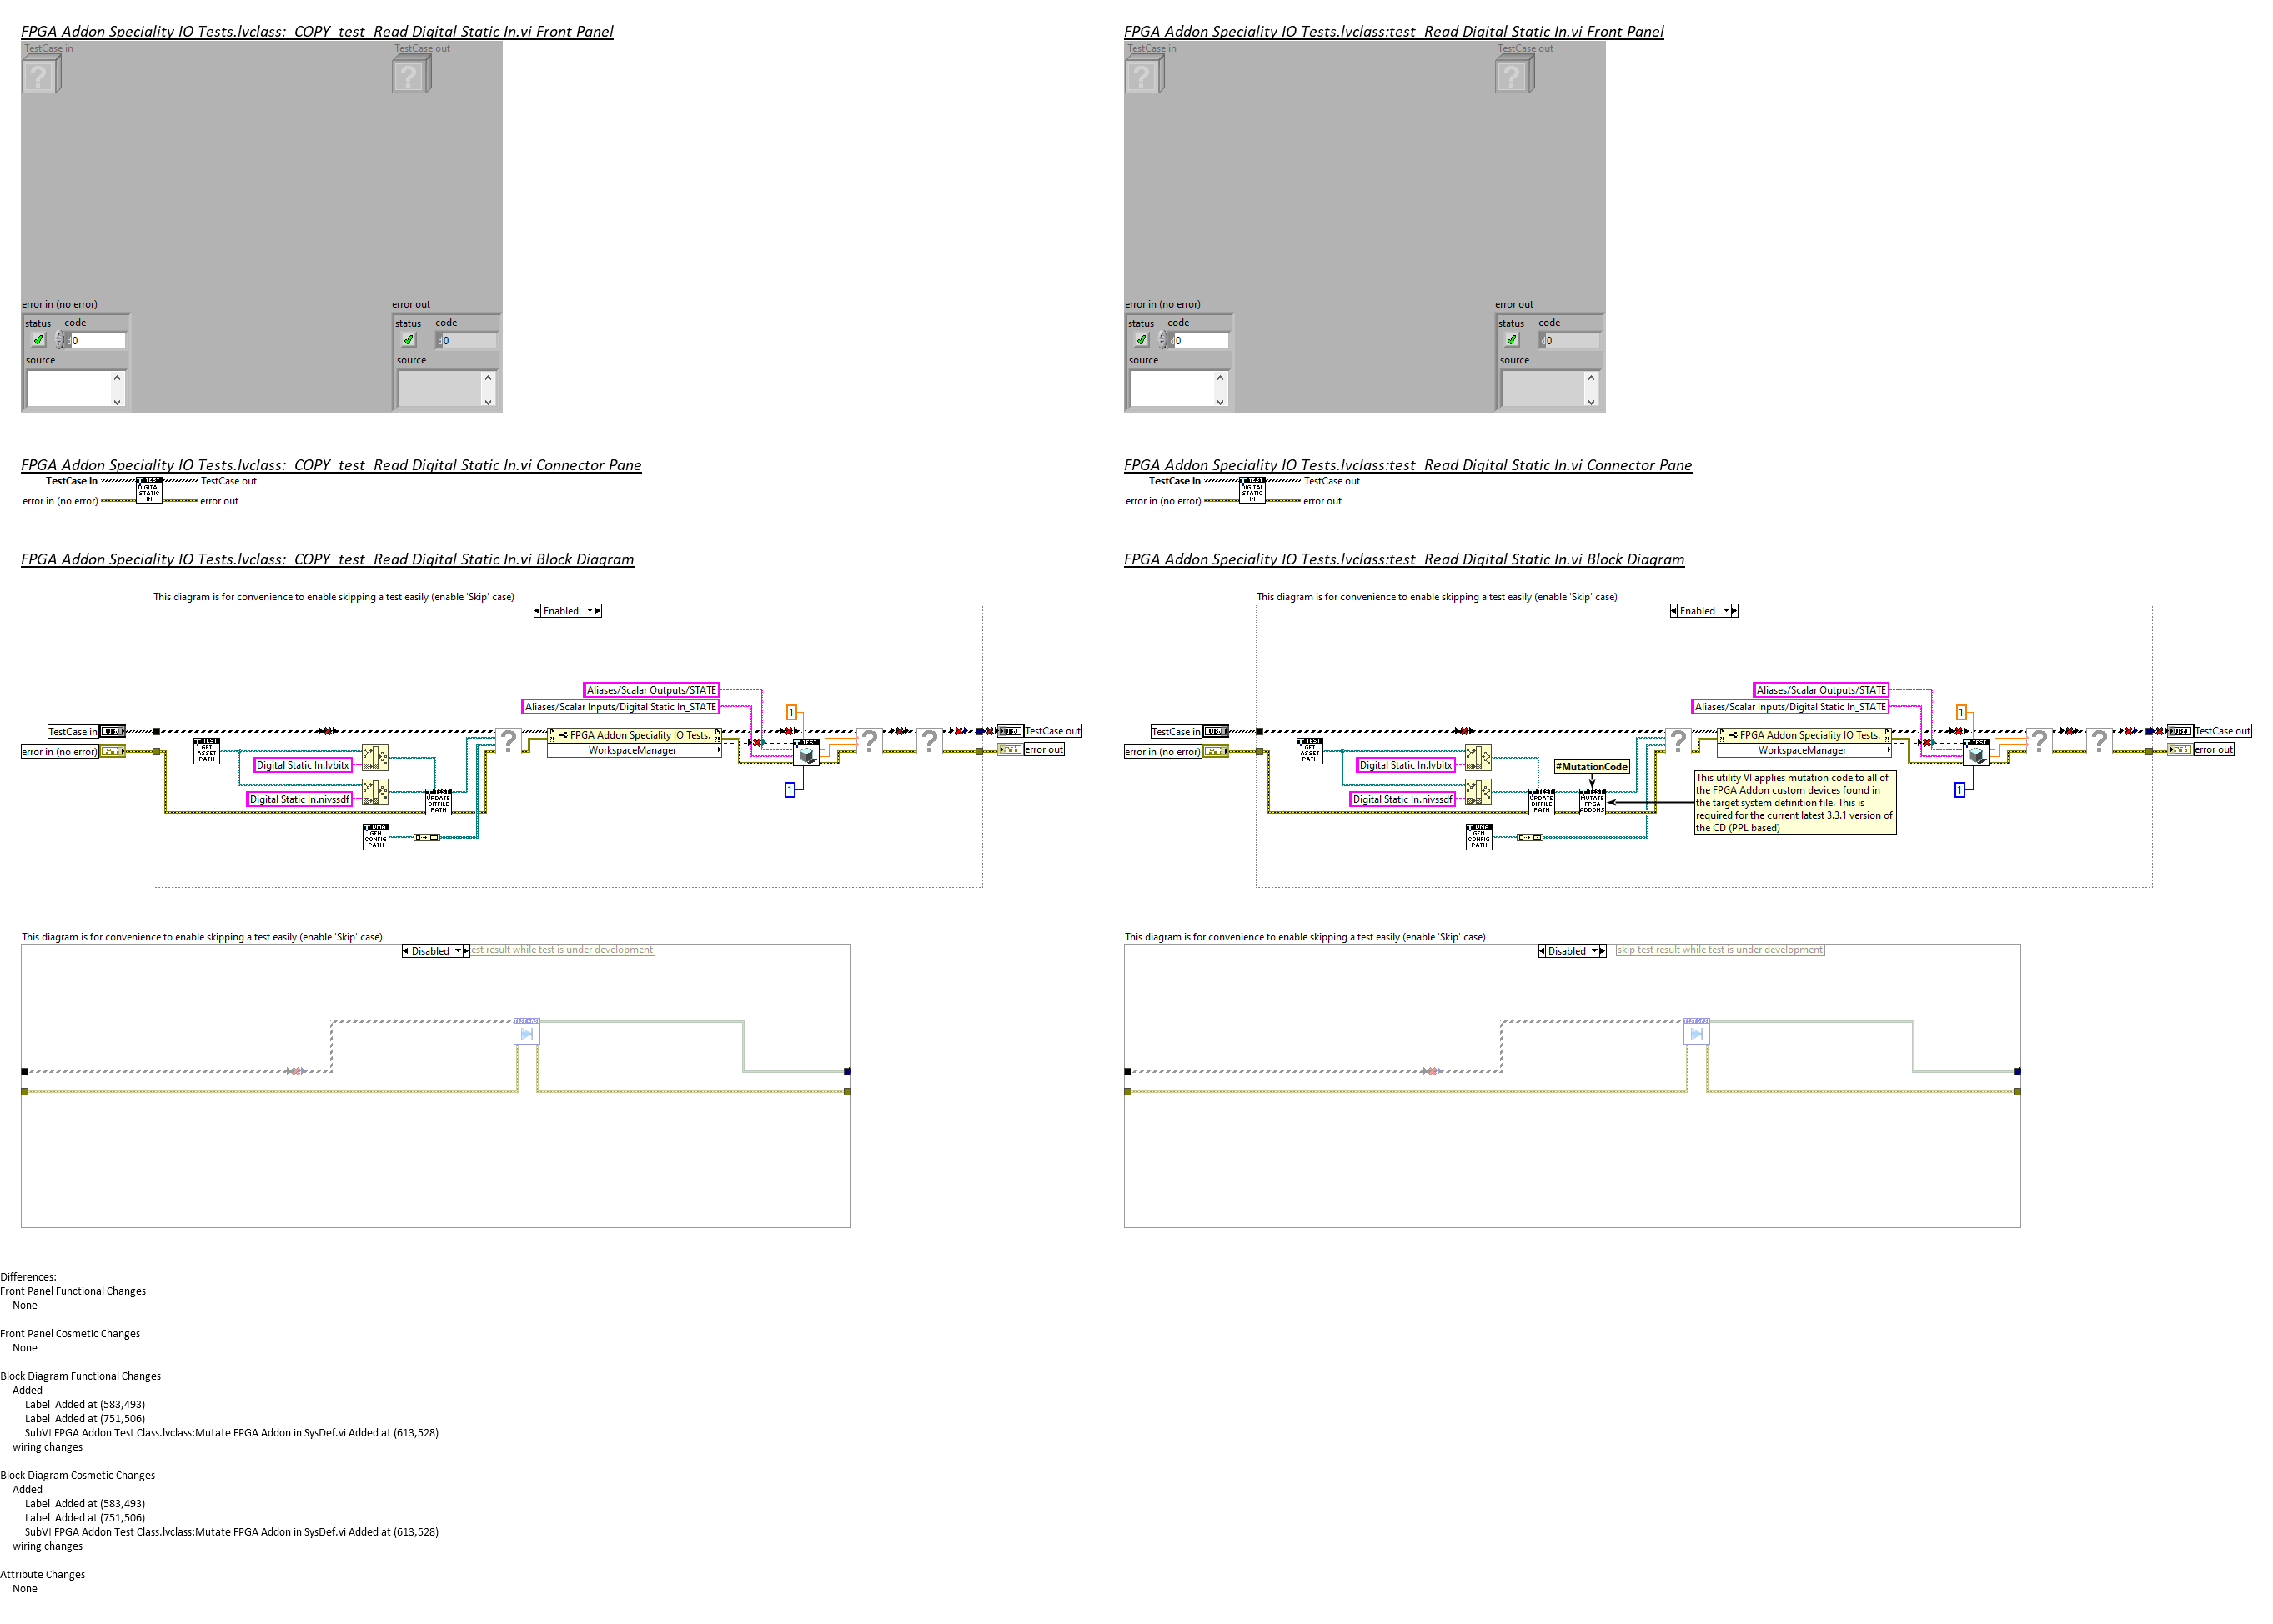 FPGA Addon Speciality IO Tests.lvclass:  COPY  test  Read Digital Static In.vi Front Panel
TestCase in
TestCase out
?
?
error in (no error)
error out
status
code
status
code
0
0
source
source
FPGA Addon Speciality IO Tests.lvclass:test  Read Digital Static In.vi Front Panel
TestCase in
TestCase out
?
?
error in (no error)
error out
status
code
status
code
0
0
source
source
FPGA Addon Speciality IO Tests.lvclass:  COPY  test  Read Digital Static In.vi Connector Pane
TestCase in
TestCase out
error in (no error)
error out
TEST
DIGITAL
STATIC
IN
FPGA Addon Speciality IO Tests.lvclass:test  Read Digital Static In.vi Connector Pane
TestCase in
TestCase out
error in (no error)
error out
TEST
DIGITAL
STATIC
IN
FPGA Addon Speciality IO Tests.lvclass:  COPY  test  Read Digital Static In.vi Block Diagram
This diagram is for convenience to enable skipping a test easily (enable 'Skip' case)
Enabled
Aliases/Scalar Outputs/STATE
Aliases/Scalar Inputs/Digital Static In_STATE
1
TestCase in
OBJ
error in (no error)
TEST
GET
ASSET
PATH
Digital Static In.lvbitx
Digital Static In.nivssdf
TEST
UPDATE
BITFILE
PATH
DMA
GEN
CONFIG
PATH
?
FPGA Addon Speciality IO Tests.
WorkspaceManager
TEST
1
?
?
OBJ
TestCase out
error out
FPGA Addon Speciality IO Tests.lvclass:test  Read Digital Static In.vi Block Diagram
This diagram is for convenience to enable skipping a test easily (enable 'Skip' case)
Enabled
Aliases/Scalar Outputs/STATE
Aliases/Scalar Inputs/Digital Static In_STATE
1
TestCase in
OBJ
error in (no error)
TEST
GET
ASSET
PATH
Digital Static In.lvbitx
Digital Static In.nivssdf
#MutationCode
TEST
UPDATE
BITFILE
PATH
TEST
MUTATE
FPGA
ADDONS
DMA
GEN
CONFIG
PATH
?
FPGA Addon Speciality IO Tests.
WorkspaceManager
This utility VI applies mutation code to all of
the FPGA Addon custom devices found in
the target system definition file. This is
required for the current latest 3.3.1 version of
the CD (PPL based)
TEST
1
?
?
OBJ
TestCase out
error out
This diagram is for convenience to enable skipping a test easily (enable 'Skip' case)
Disabled
est result while test is under development
This diagram is for convenience to enable skipping a test easily (enable 'Skip' case)
Disabled
skip test result while test is under development
Differences:
Front Panel Functional Changes
None
Front Panel Cosmetic Changes
None
Block Diagram Functional Changes
Added
Label  Added at (583,493)
Label  Added at (751,506)
SubVI FPGA Addon Test Class.lvclass:Mutate FPGA Addon in SysDef.vi Added at (613,528)
wiring changes
Block Diagram Cosmetic Changes
Added
Label  Added at (583,493)
Label  Added at (751,506)
SubVI FPGA Addon Test Class.lvclass:Mutate FPGA Addon in SysDef.vi Added at (613,528)
wiring changes
Attribute Changes
None